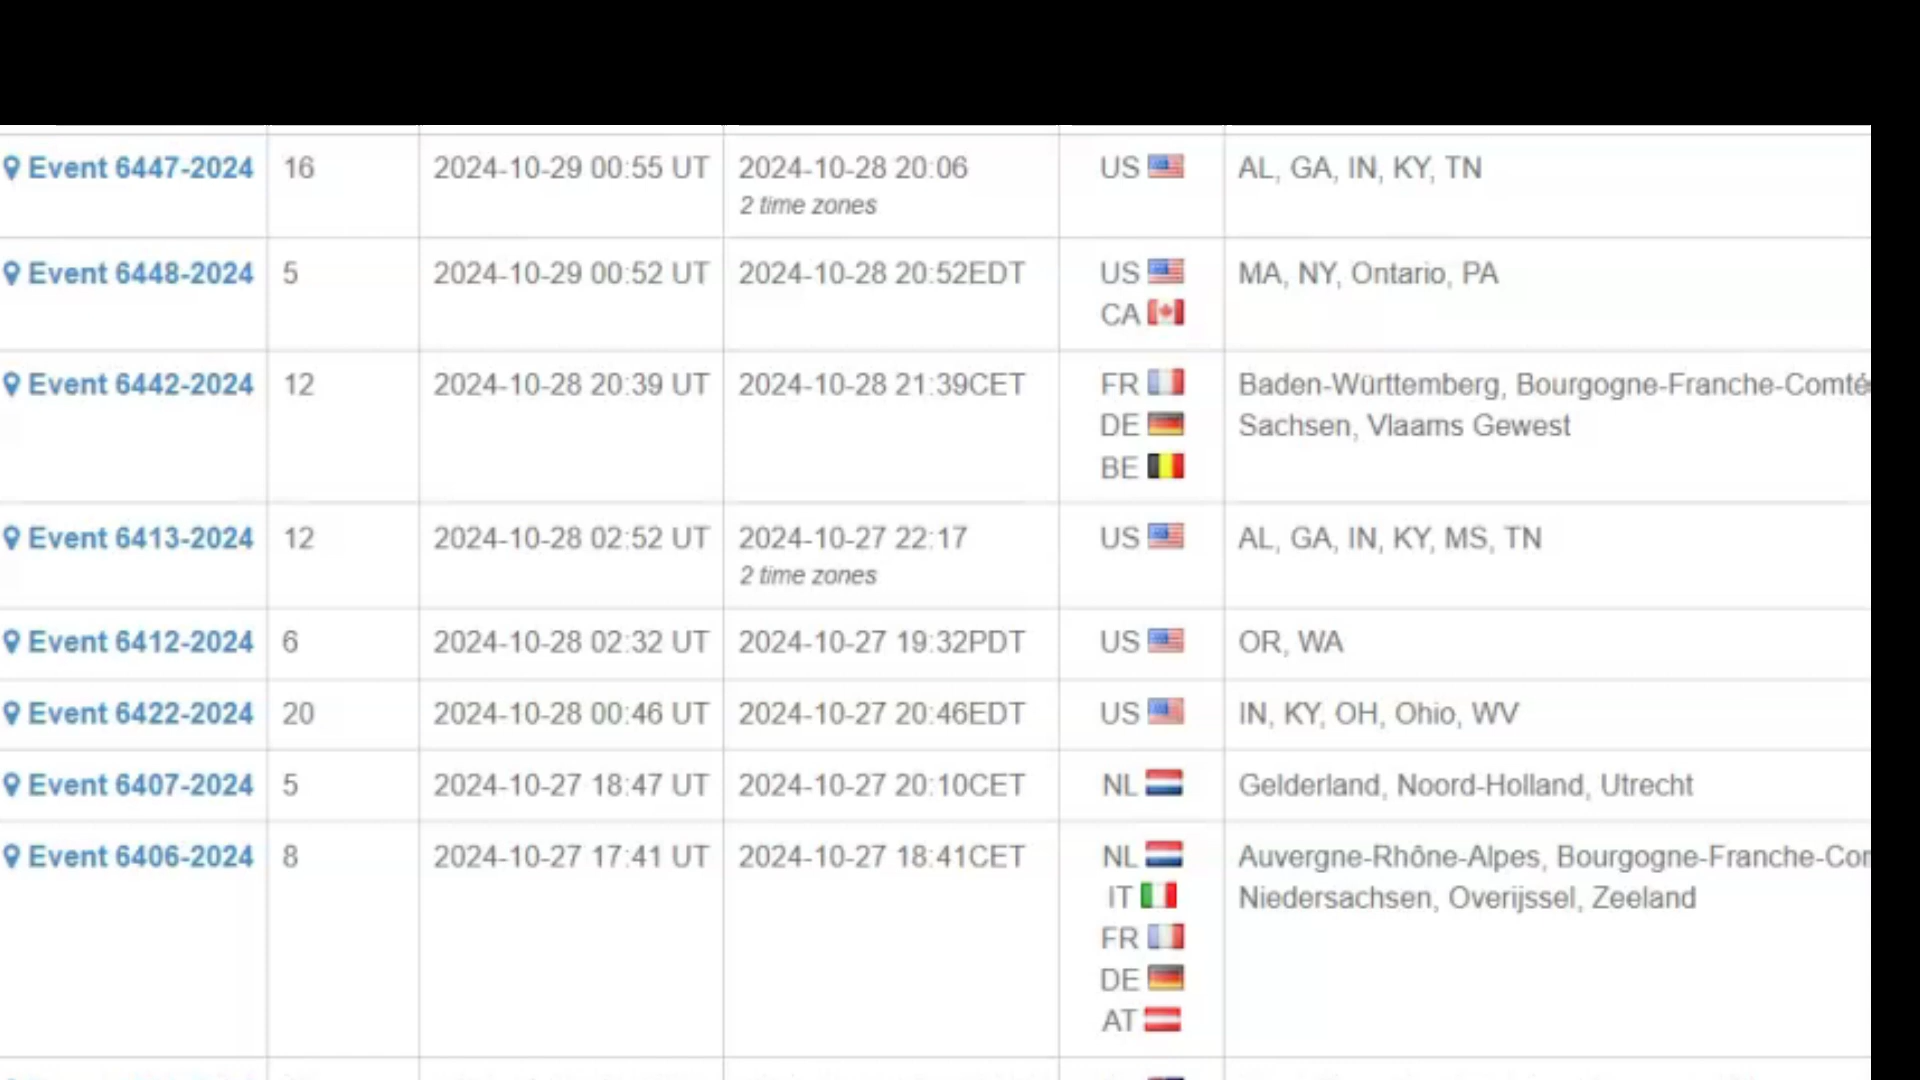 Event 6447-2024 16 2024-10-29 00:55 UT 2024-10-28 20:06 US AL, GA, IN, KY, TN
2 time zones
Event 6448-2024 5 2024-10-29 00:52 UT 2024-10-28 20:52EDT US MA, NY, Ontario, PA
CA
Event 6442-2024 12 2024-10-28 20:39 UT 2024-10-28 21:39CET FR Baden-Württemberg, Bourgogne-Franche-Comté
DE Sachsen, Vlaams Gewest
BE
Event 6413-2024 12 2024-10-28 02:52 UT 2024-10-27 22:17 US AL, GA, IN, KY, MS, TN
2 time zones
Event 6412-2024 6 2024-10-28 02:32 UT 2024-10-27 19:32PDT US OR, WA
Event 6422-2024 20 2024-10-28 00:46 UT 2024-10-27 20:46EDT US IN, KY, OH, Ohio, WV
Event 6407-2024 5 2024-10-27 18:47 UT 2024-10-27 20:10CET NL Gelderland, Noord-Holland, Utrecht
Event 6406-2024 8 2024-10-27 17:41 UT 2024-10-27 18:41CET NL Auvergne-Rhône-Alpes, Bourgogne-Franche-Co
IT Niedersachsen, Overijssel, Zeeland
FR
DE
AT